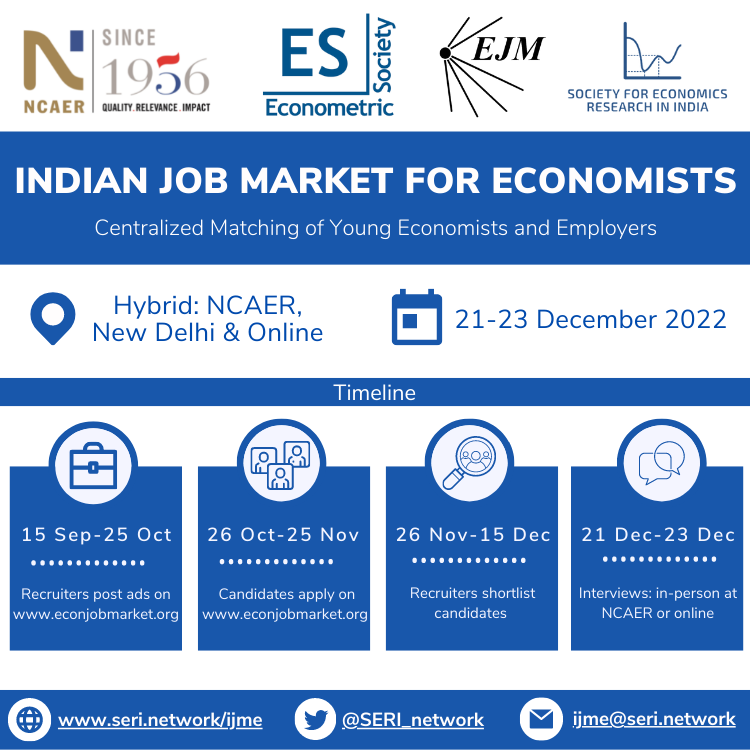 NCAER
SINCE
1956
QUALITY. RELEVANCE. IMPACT
ES
Society
Econometric
EJM
SOCIETY FOR ECONOMICS
RESEARCH IN INDIA
INDIAN JOB MARKET FOR ECONOMISTS
Centralized Matching of Young Economists and Employers
Hybrid: NCAER,
New Delhi & Online
21-23 December 2022
Timeline
15 Sep-25 Oct
Recruiters post ads on
www.econjobmarket.org
26 Oct-25 Nov
Candidates apply on
www.econjobmarket.org
26 Nov-15 Dec
Recruiters shortlist
candidates
21 Dec-23 Dec
Interviews: in-person at
NCAER or online
www.seri.network/ijme
@SERI_network
ijme@seri.network